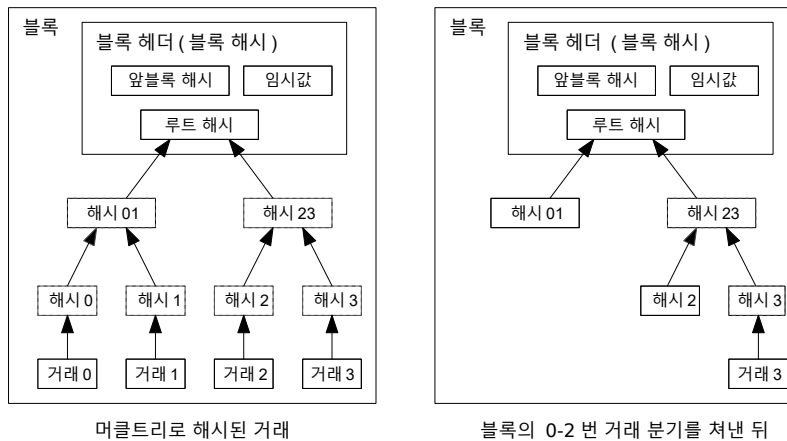 블록
블록 헤더 ( 블록 해시 )
앞블록 해시
임시값
루트 해시
해시 01
해시 23
해시 0
해시 1
해시 2
해시 3
거래 0
거래 1
거래 2
거래 3
머클트리로 해시된 거래
블록
블록 헤더 ( 블록 해시 )
앞블록 해시
임시값
루트 해시
해시 01
해시 23
해시 2
해시 3
거래 3
블록의 0-2 번 거래 분기를 쳐낸 뒤